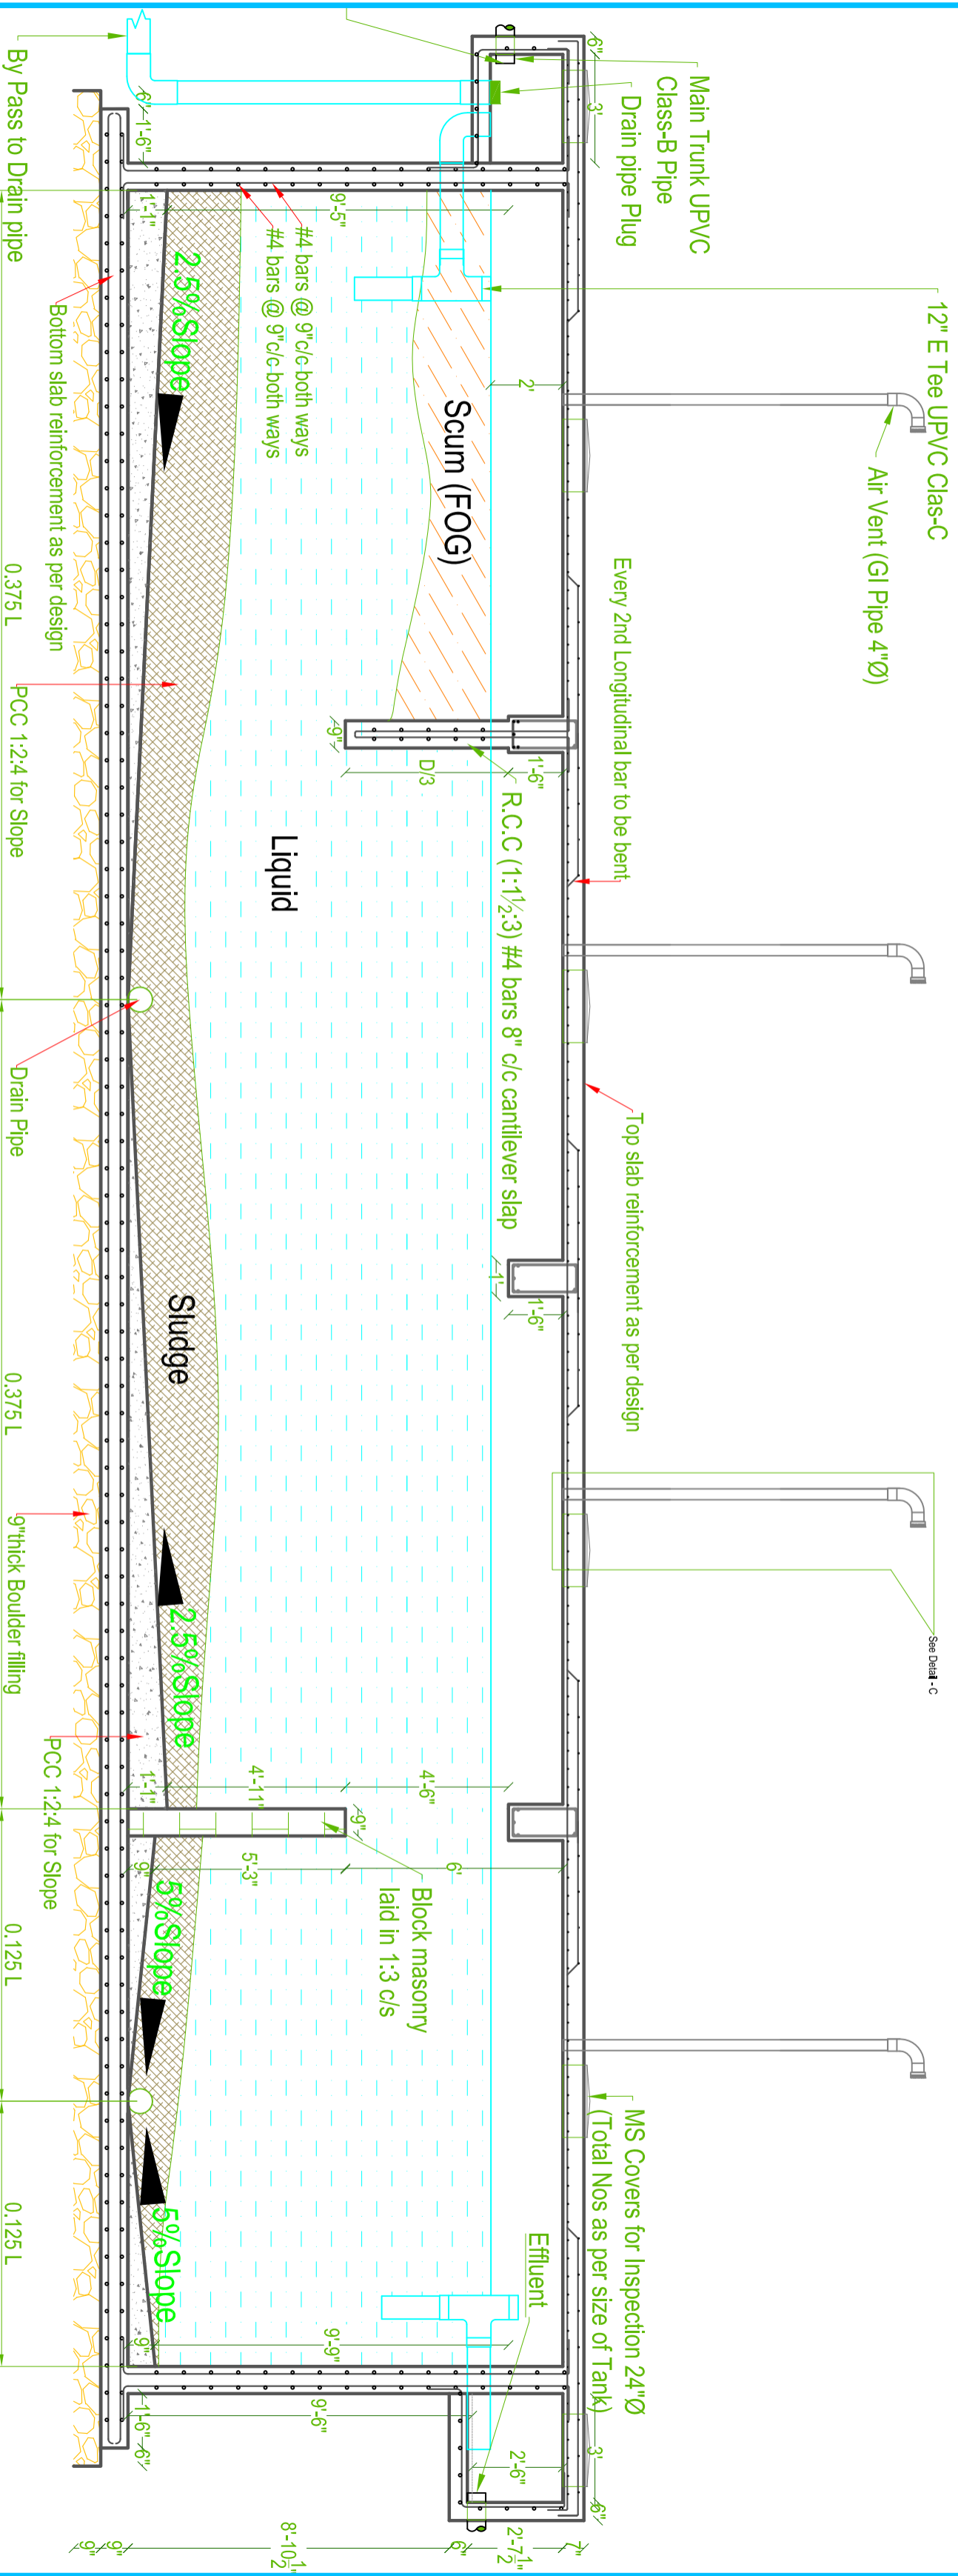 12" E Tee UPVC Clas-C
Air Vent (GI Pipe 4"Ø)
See Detail - C
Main Trunk UPVC
Class-B Pipe
Drain pipe Plug
Every 2nd Longitudinal bar to be bent
Top slab reinforcement as per design
MS Covers for Inspection 24"Ø
(Total Nos as per size of Tank)
6"
3'
3'
6"
7"
2'
1'-6"
1'
1'-6"
Effluent
2'-6"
2'-7½"
6"
Scum (FOG)
R.C.C (1:1½:3) #4 bars 8" c/c cantilever slap
D/3
4'-6"
6'
Block masonry
laid in 1:3 c/s
9'-5"
9"
9"
9'-9"
9'-6"
#4 bars @ 9"c/c both ways
#4 bars @ 9"c/c both ways
Liquid
4'-11"
5'-3"
8'-10½"
2.5%Slope
Sludge
2.5%Slope
5%Slope
5%Slope
6"
1'-6"
1'-1"
1'-1"
9"
9"
1'-6"
6"
9"
9"
Bottom slab reinforcement as per design
PCC 1:2:4 for Slope
By Pass to Drain pipe
0.375 L
PCC 1:2:4 for Slope
Drain Pipe
0.375 L
9"thick Boulder filling
0.125 L
0.125 L